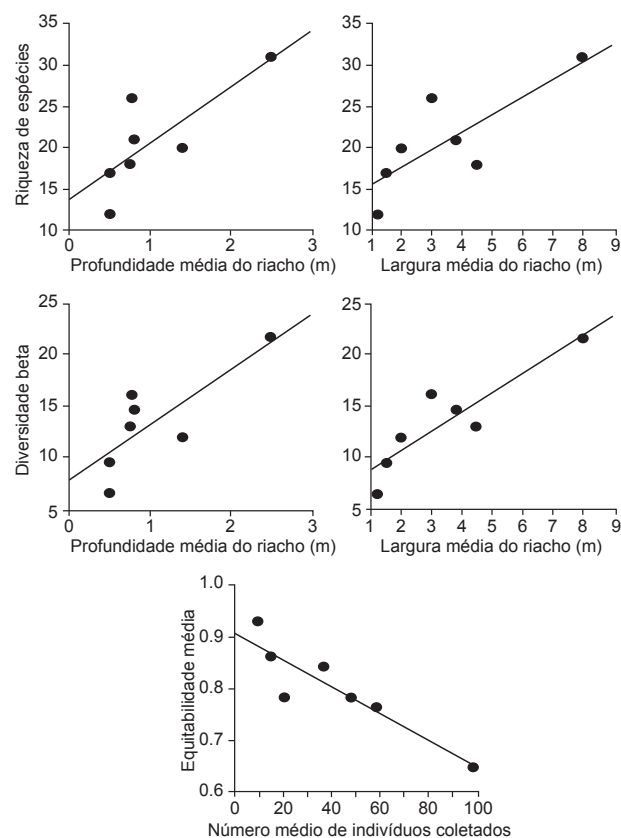 Riqueza de espécies
35
30
25
20
15
10
0 1 2 3
Profundidade média do riacho (m)
35
30
25
20
15
10
1 2 3 4 5 6 7 8 9
Largura média do riacho (m)
Diversidade beta
25
20
15
10
5
0 1 2 3
Profundidade média do riacho (m)
25
20
15
10
5
1 2 3 4 5 6 7 8 9
Largura média do riacho (m)
Equitabilidade média
1.0
0.9
0.8
0.7
0.6
0 20 40 60 80 100
Número médio de indivíduos coletados